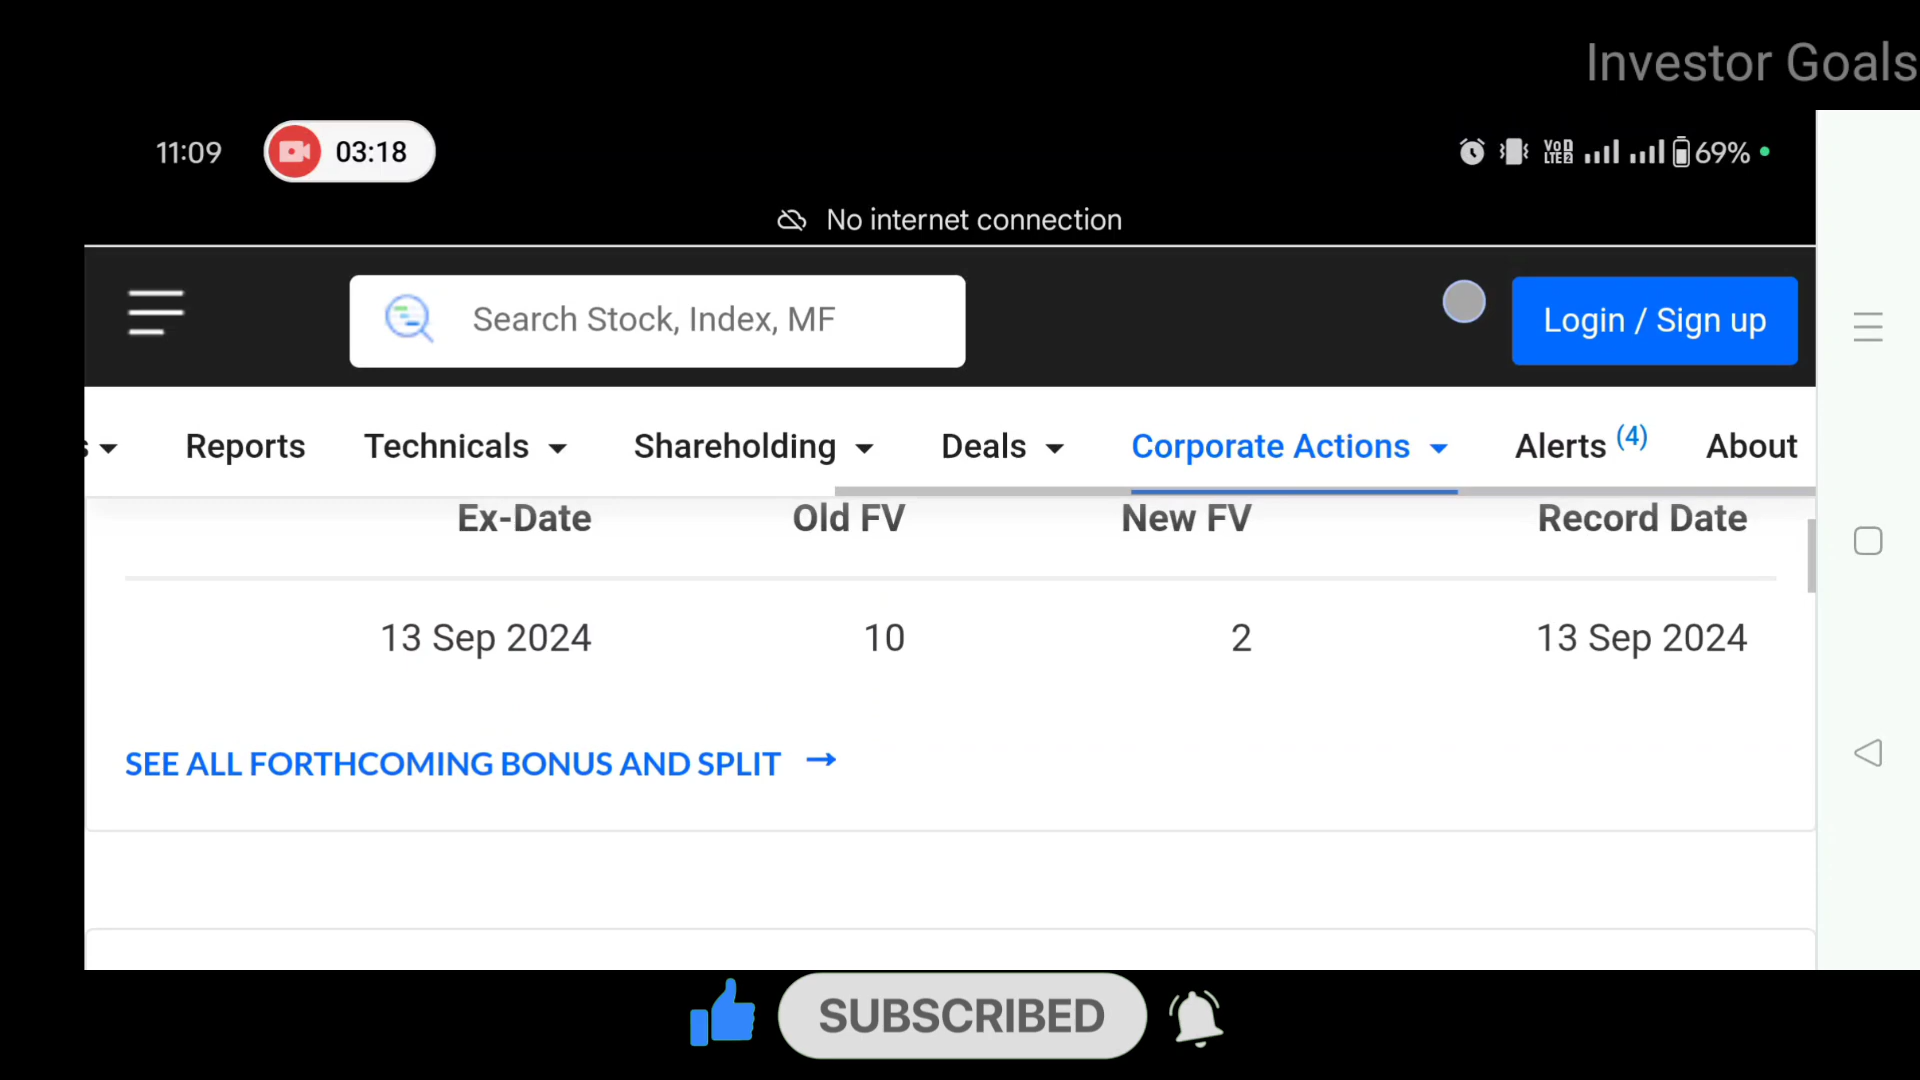 Investor Goals
11:09
03:18
VoD
LTE2
69%
No internet connection
Search Stock, Index, MF
Login / Sign up
s Reports Technicals Shareholding Deals Corporate Actions Alerts (4) About
Ex-Date Old FV New FV Record Date
13 Sep 2024 10 2 13 Sep 2024
SEE ALL FORTHCOMING BONUS AND SPLIT →
SUBSCRIBED